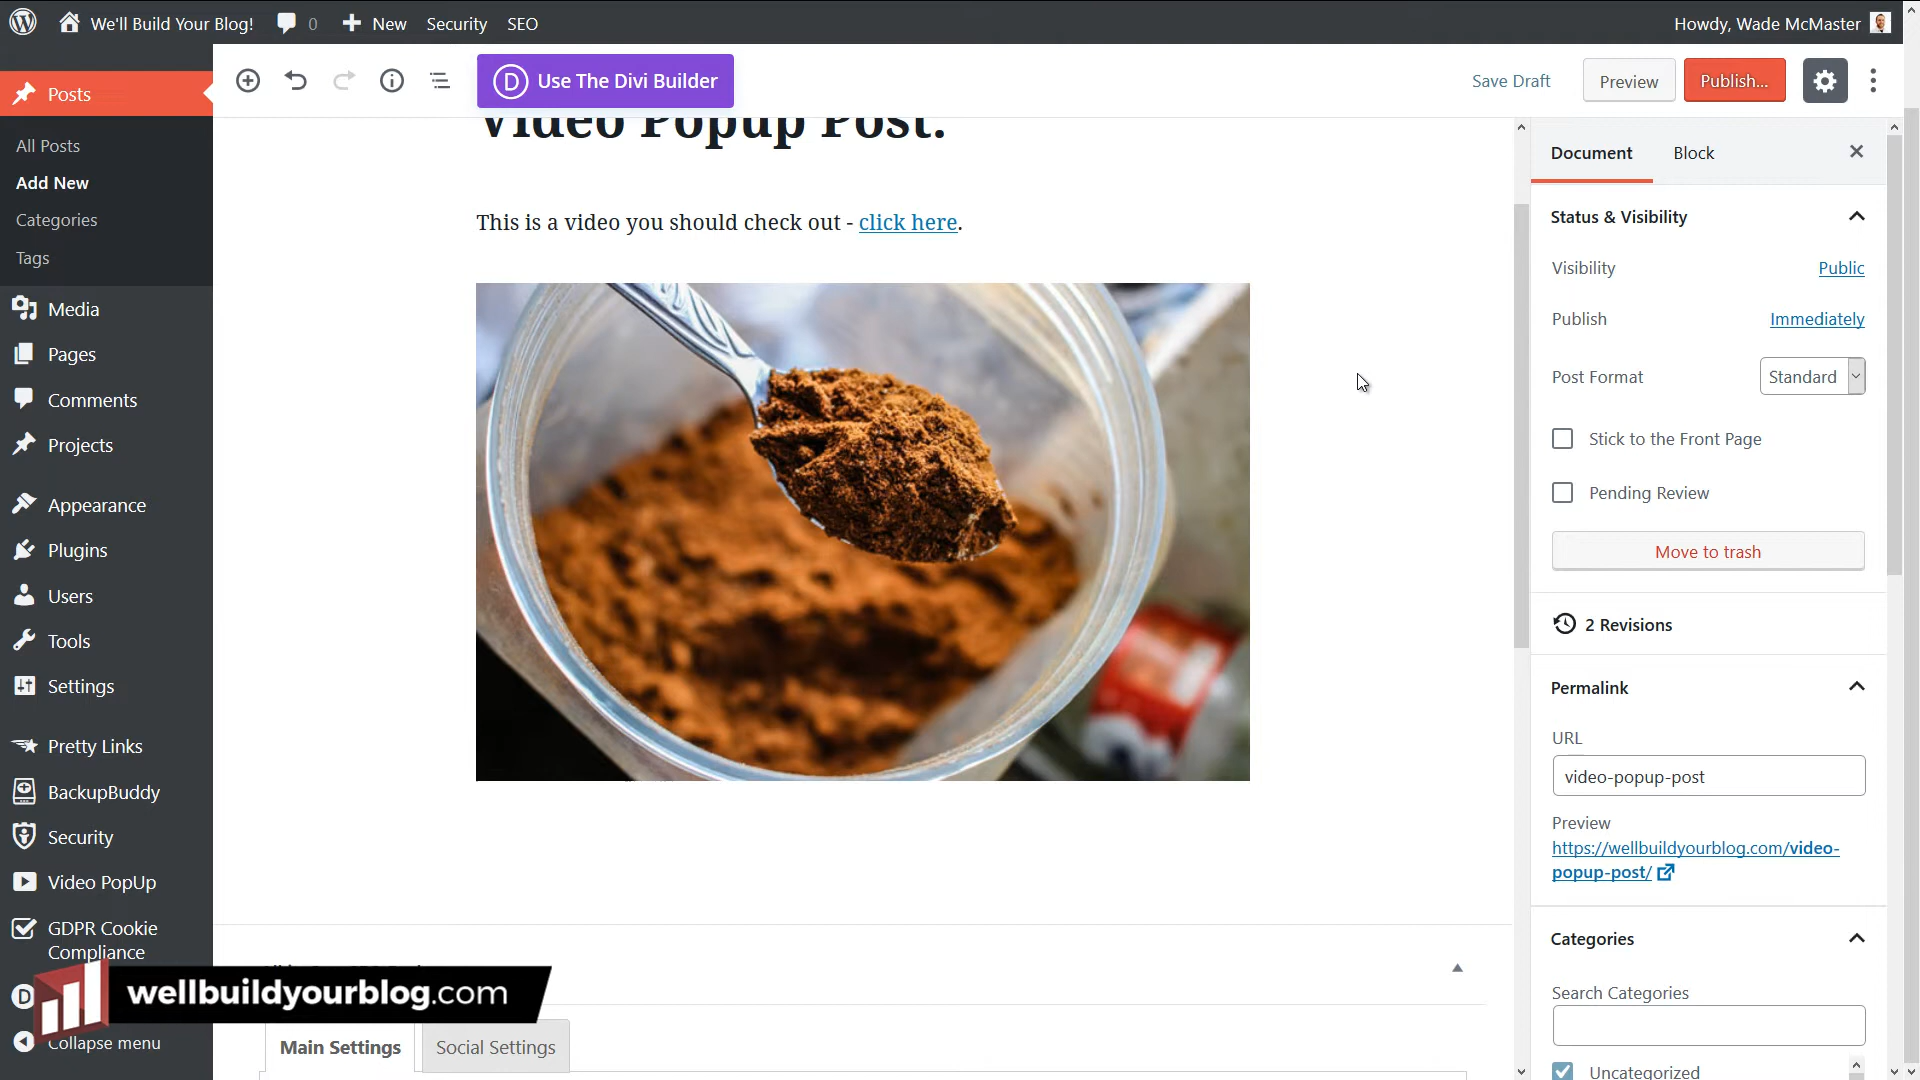 We'll Build Your Blog!
0
New
Security
SEO
Howdy, Wade McMaster
Posts
All Posts
Add New
Categories
Tags
Media
Pages
Comments
Projects
Appearance
Plugins
Users
Tools
Settings
Pretty Links
BackupBuddy
Security
Video PopUp
GDPR Cookie
Compliance
D
Collapse menu
D Use The Divi Builder
Save Draft
Preview
Publish...
Video Popup Post.
This is a video you should check out - click here.
wellbuildyourblog.com
Main Settings
Social Settings
Document
Block
Status & Visibility
Visibility
Public
Publish
Immediately
Post Format
Standard
Stick to the Front Page
Pending Review
Move to trash
2 Revisions
Permalink
URL
video-popup-post
Preview
https://wellbuildyourblog.com/video-
popup-post/
Categories
Search Categories
Uncategorized